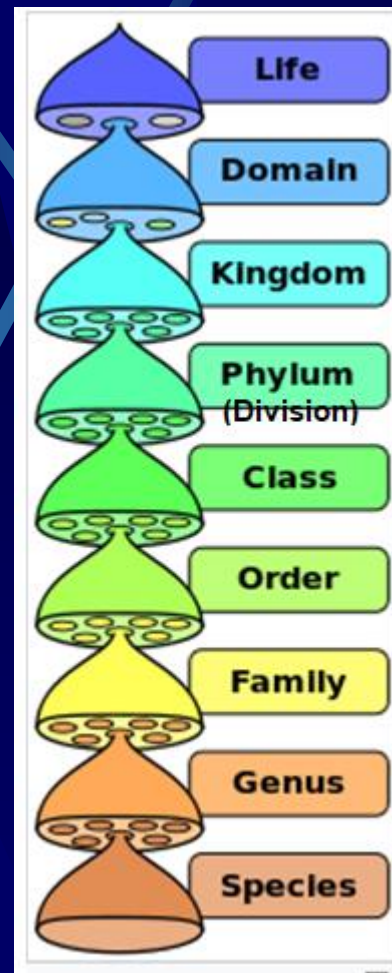 Life
Domain
Kingdom
Phylum
(Division)
Class
Order
Family
Genus
Species